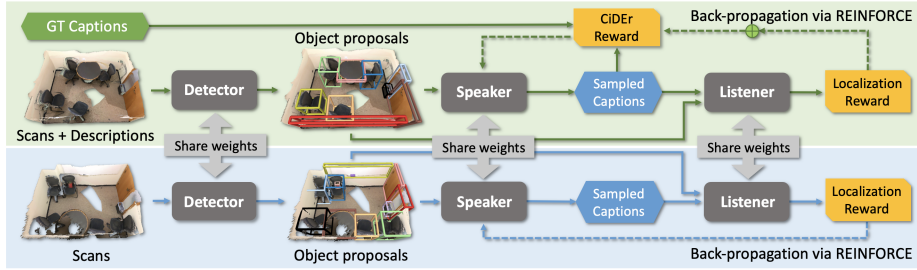 GT Captions
CiDEr
Reward
Back-propagation via REINFORCE
Object proposals
Detector
Speaker
Sampled
Captions
Listener
Localization
Reward
Scans + Descriptions
Share weights
Share weights
Share weights
Detector
Speaker
Sampled
Captions
Listener
Localization
Reward
Scans
Object proposals
Back-propagation via REINFORCE